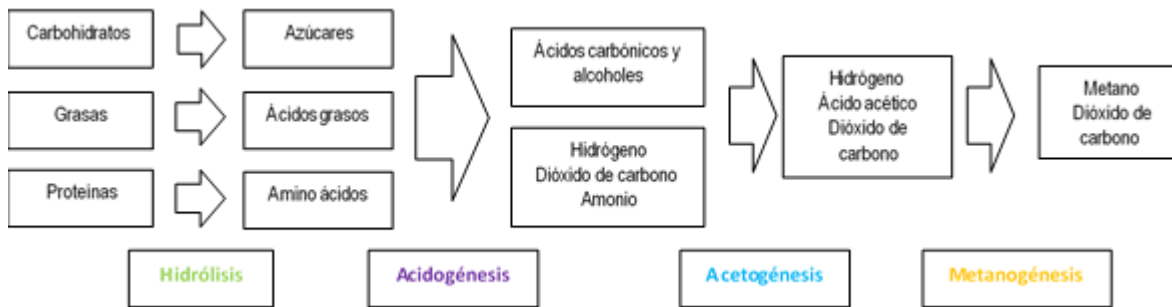 Carbohidratos
Azúcares
Grasas
Ácidos grasos
Proteínas
Amino ácidos
Ácidos carbónicos y
alcoholes
Hidrógeno
Dióxido de carbono
Amonio
Hidrógeno
Ácido acético
Dióxido de
carbono
Metano
Dióxido de
carbono
Hidrólisis
Acidogénesis
Acetogénesis
Metanogénesis